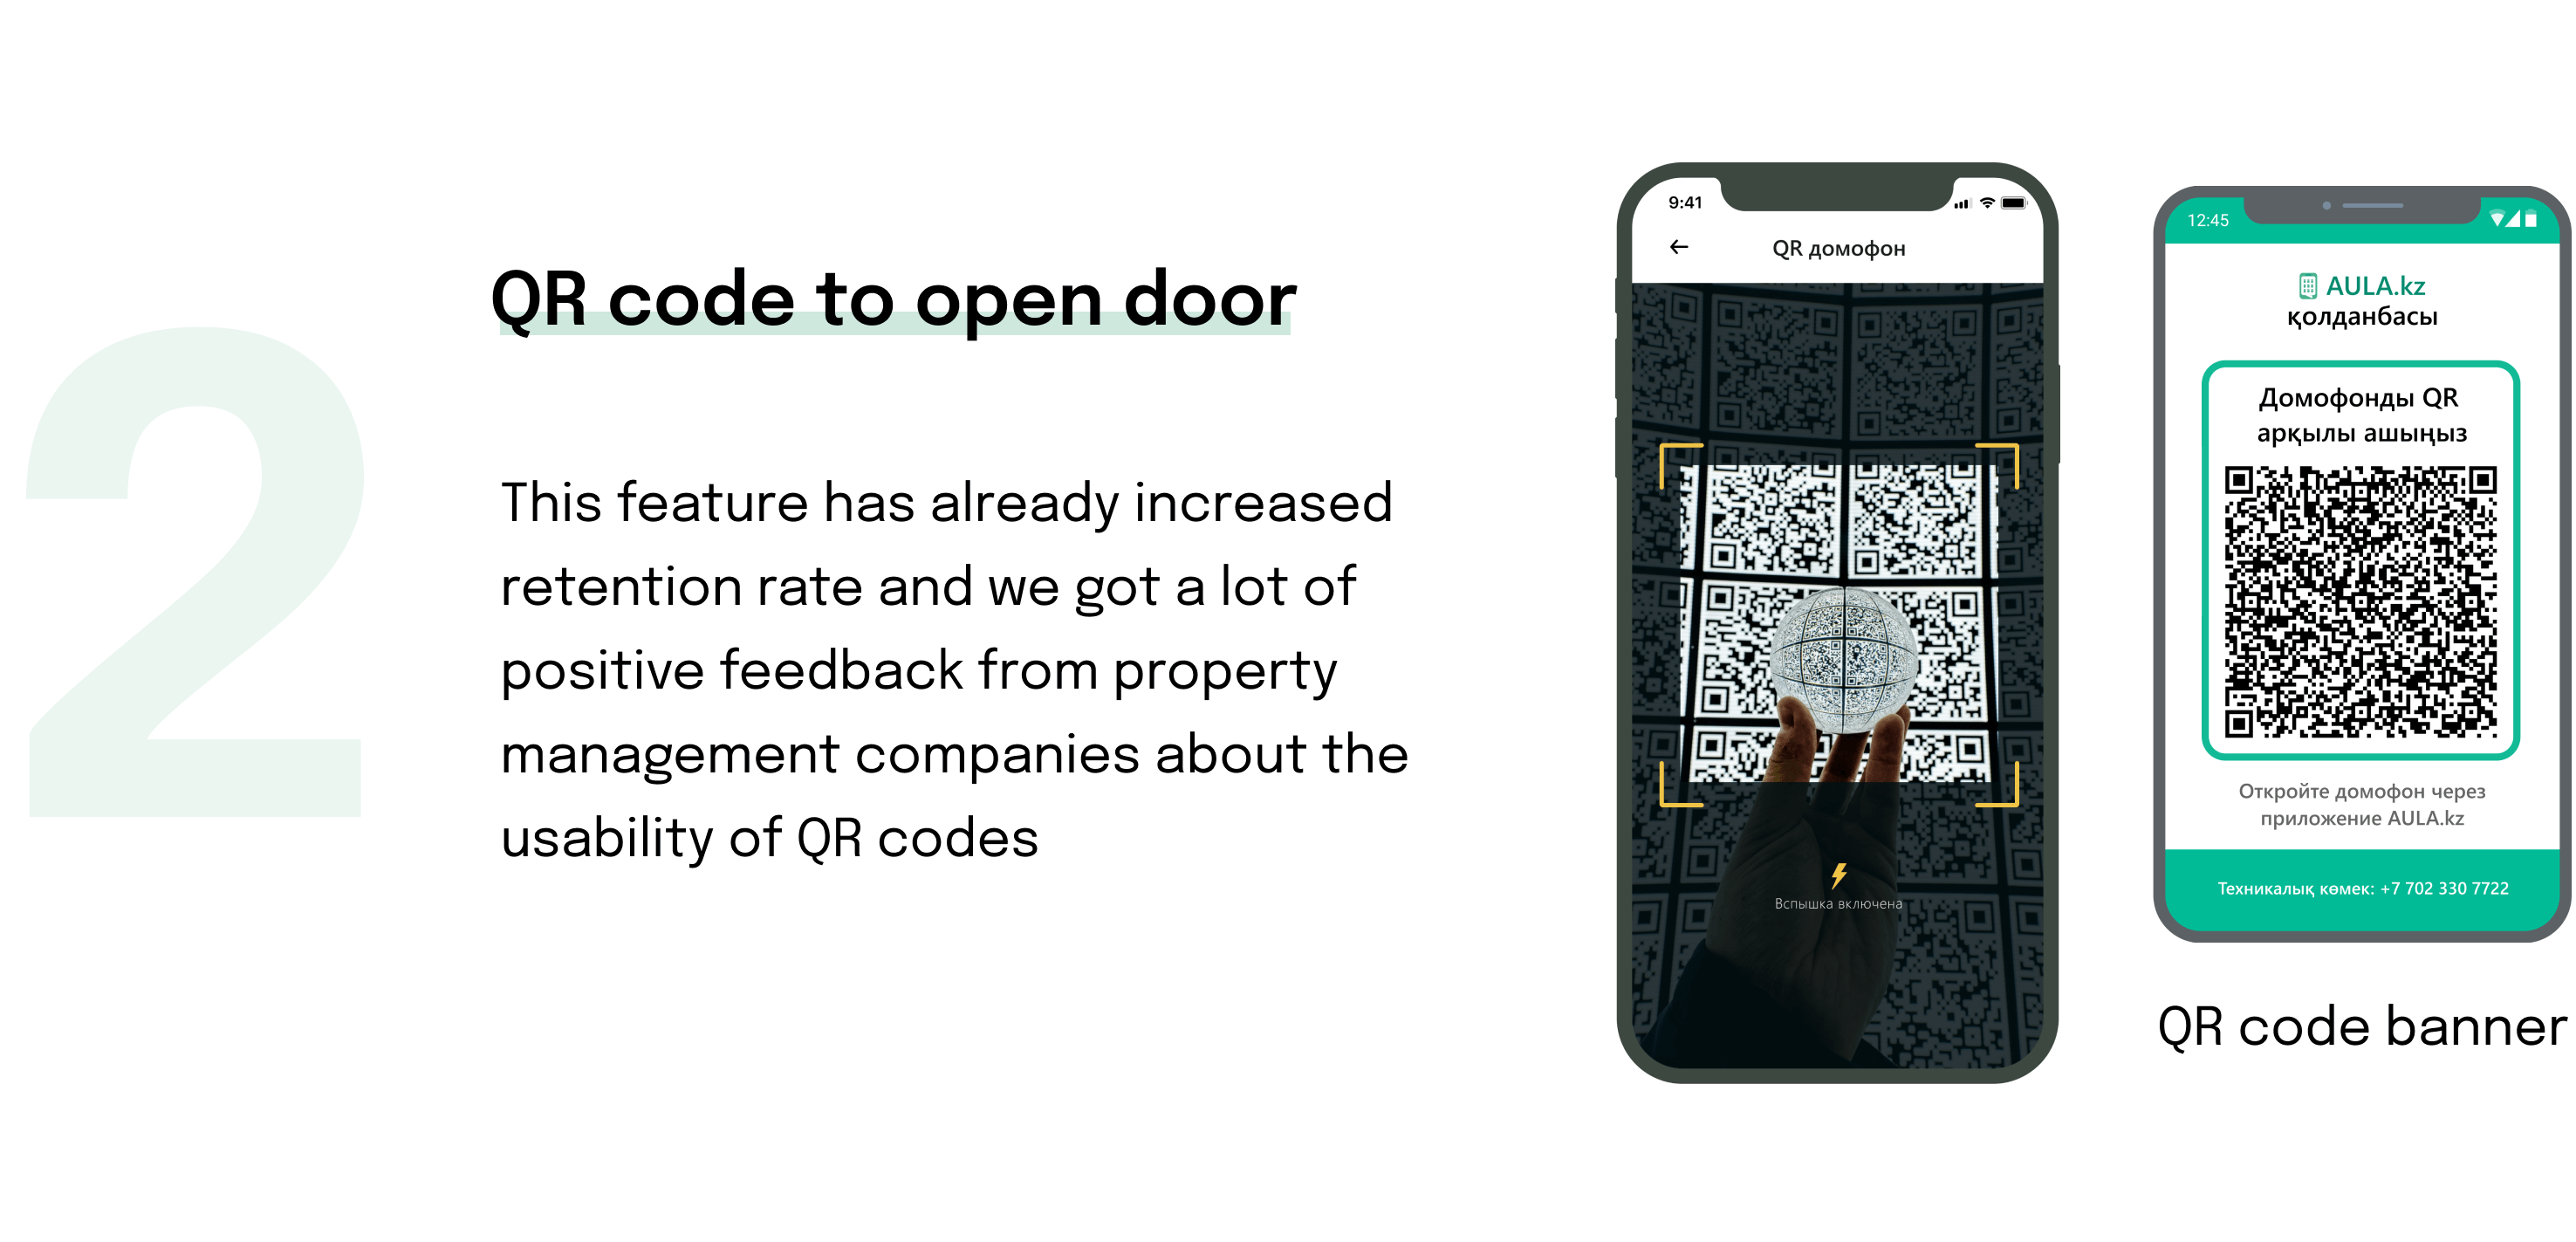 2
QR code to open door
This feature has already increased
retention rate and we got a lot of
positive feedback from property
management companies about the
usability of QR codes
9:41
QR домофон
Вспышка включена
12:45
AULA.kz
қолданбасы
Домофонды QR
арқылы ашыңыз
Откройте домофон через
приложение AULA.kz
Техникалық көмек: +7 702 330 7722
QR code banner